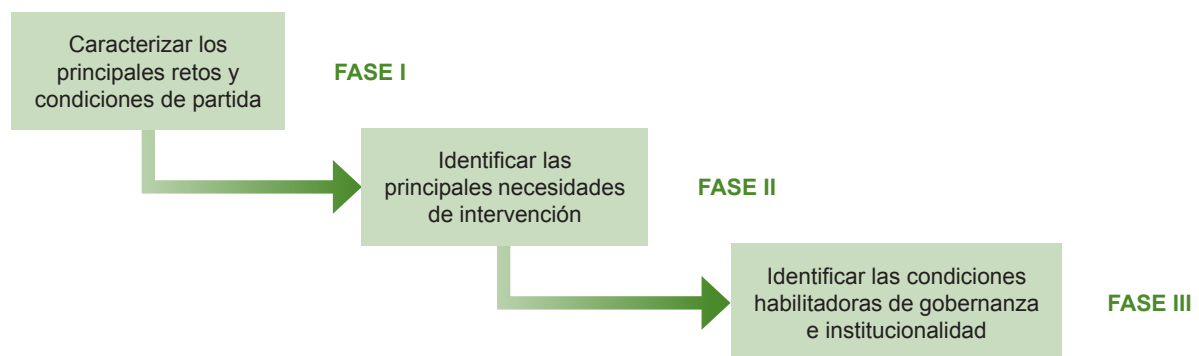 Caracterizar los
principales retos y
condiciones de partida
FASE I
Identificar las
principales necesidades
de intervención
FASE II
Identificar las condiciones
habilitadoras de gobernanza
e institucionalidad
FASE III